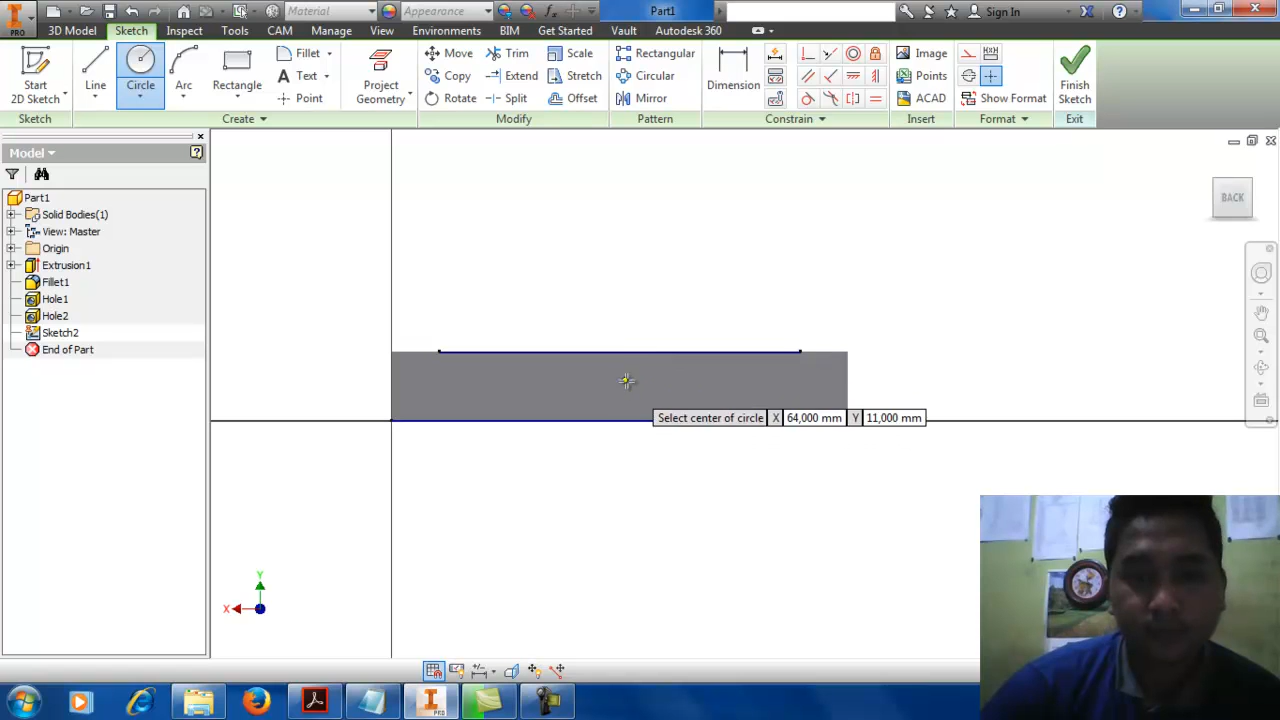 Material
Appearance
Part1
Sign In
PRO
3D Model
Sketch
Inspect
Tools
CAM
Manage
View
Environments
BIM
Get Started
Vault
Autodesk 360
Start
2D Sketch
Line
Circle
Arc
Rectangle
Fillet
Text
Point
Project
Geometry
Move
Copy
Rotate
Trim
Extend
Split
Scale
Stretch
Offset
Rectangular
Circular
Mirror
Dimension
Image
Points
ACAD
Show Format
Finish
Sketch
Sketch
Create
Modify
Pattern
Constrain
Insert
Format
Exit
Model
Part1
Solid Bodies(1)
View: Master
Origin
Extrusion1
Fillet1
Hole1
Hole2
Sketch2
End of Part
BACK
Select center of circle X 64,000 mm Y 11,000 mm
Y
X
PRO